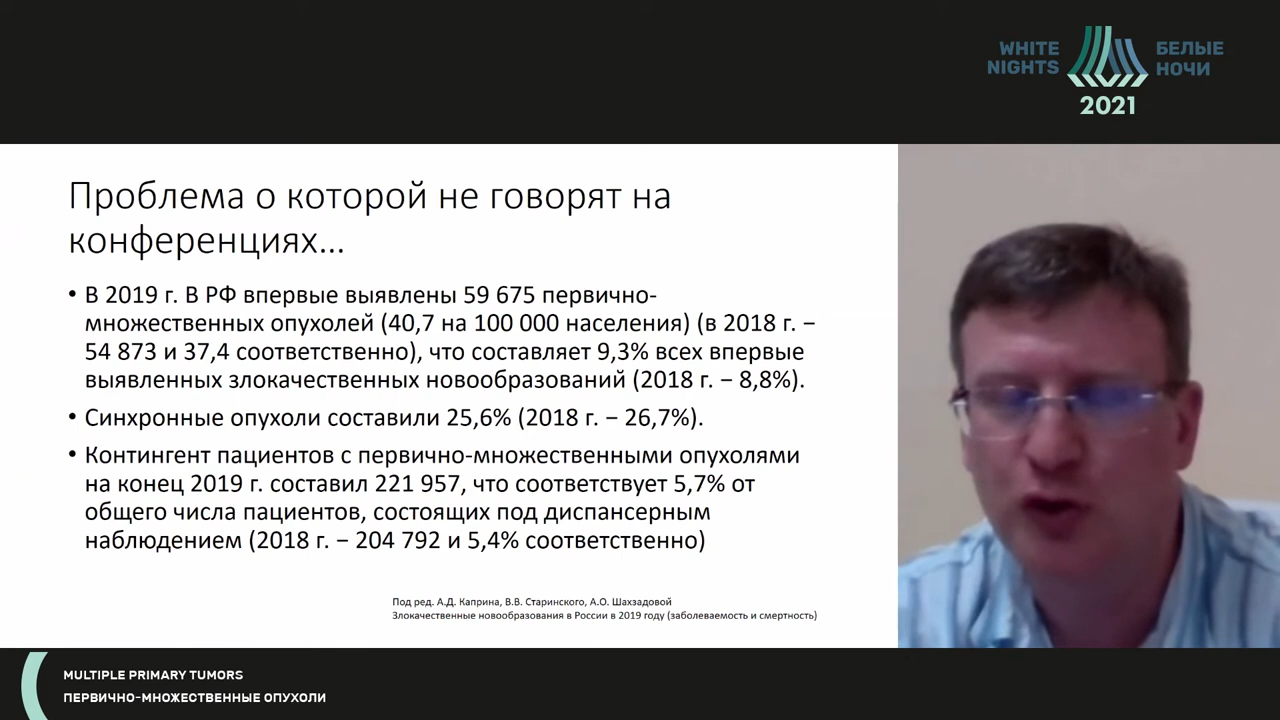 WHITE
NIGHTS
БЕЛЫЕ
НОЧИ
2021
Проблема о которой не говорят на
конференциях...
• В 2019 г. В РФ впервые выявлены 59 675 первично-
множественных опухолей (40,7 на 100 000 населения) (в 2018 г. –
54 873 и 37,4 соответственно), что составляет 9,3% всех впервые
выявленных злокачественных новообразований (2018 г. – 8,8%).
• Синхронные опухоли составили 25,6% (2018 г. – 26,7%).
• Контингент пациентов с первично-множественными опухолями
на конец 2019 г. составил 221 957, что соответствует 5,7% от
общего числа пациентов, состоящих под диспансерным
наблюдением (2018 г. – 204 792 и 5,4% соответственно)
Под ред. А.Д. Каприна, В.В. Старинского, А.О. Шахзадовой
Злокачественные новообразования в России в 2019 году (заболеваемость и смертность)
MULTIPLE PRIMARY TUMORS
ПЕРВИЧНО-МНОЖЕСТВЕННЫЕ ОПУХОЛИ